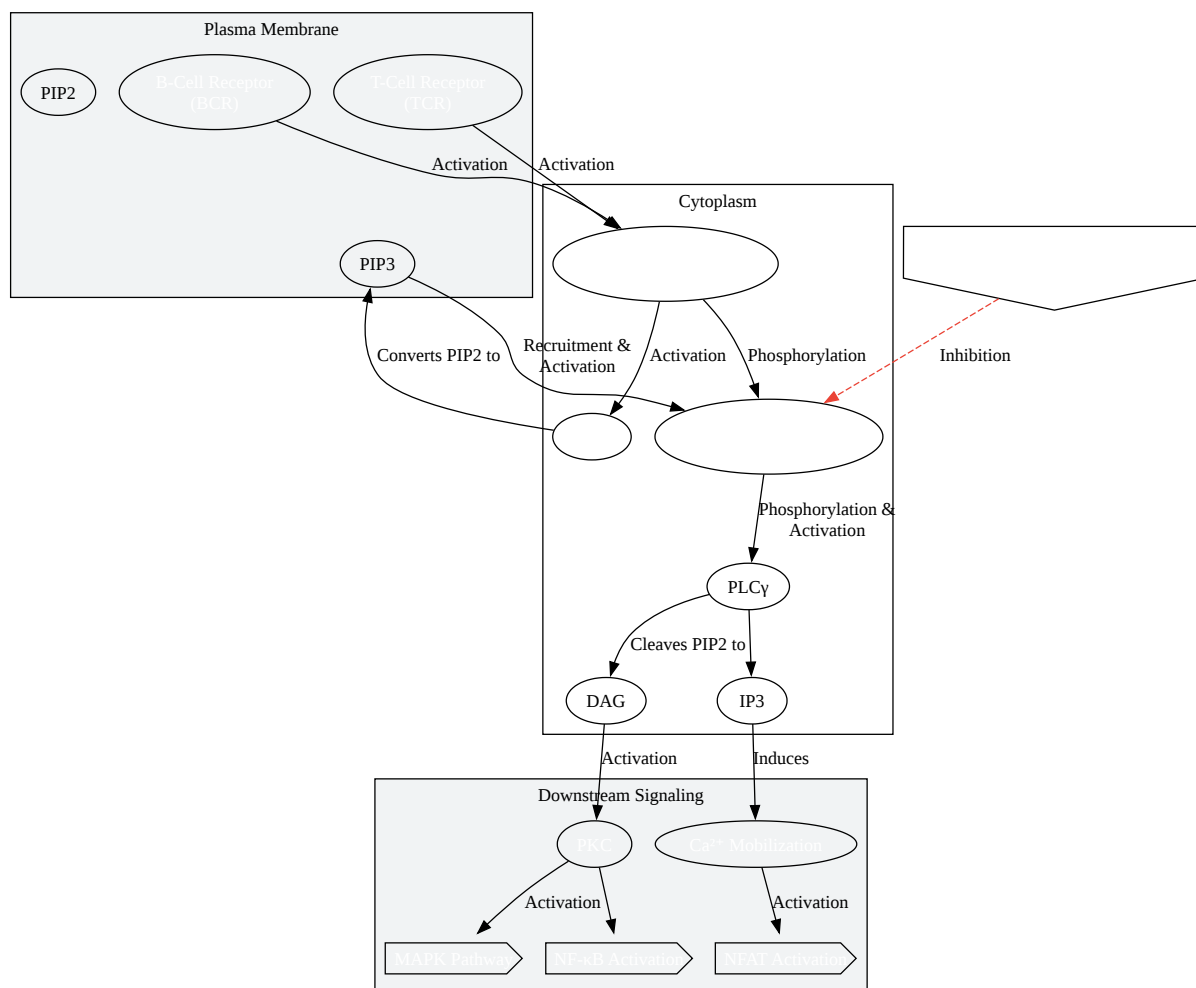 Plasma Membrane
PIP2
B-Cell Receptor
(BCR)
T-Cell Receptor
(TCR)
Activation
Activation
Cytoplasm
PIP3
Converts PIP2 to
Recruitment &
Activation
Activation
Phosphorylation
Inhibition
Phosphorylation &
Activation
PLCγ
Cleaves PIP2 to
DAG
IP3
Activation
Induces
Downstream Signaling
PKC
Ca²⁺ Mobilization
Activation
Activation
MAPK Pathway
NF-κB Activation
NFAT Activation